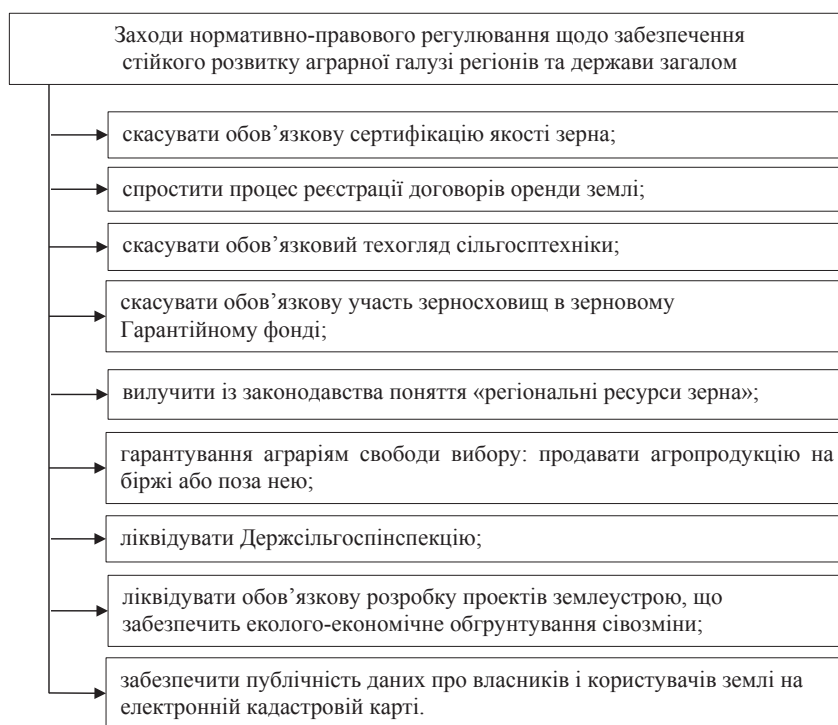 Заходи нормативно-правового регулювання щодо забезпечення
стійкого розвитку аграрної галузі регіонів та держави загалом
скасувати обов’язкову сертифікацію якості зерна;
спростити процес реєстрації договорів оренди землі;
скасувати обов’язковий техогляд сільгосптехніки;
скасувати обов’язкову участь зерносховищ в зерновому
Гарантійному фонді;
вилучити із законодавства поняття «регіональні ресурси зерна»;
гарантування аграріям свободи вибору: продавати агропродукцію на
біржі або поза нею;
ліквідувати Держсільгоспінспекцію;
ліквідувати обов’язкову розробку проектів землеустрою, що
забезпечить еколого-економічне обгрунтування сівозміни;
забезпечити публічність даних про власників і користувачів землі на
електронній кадастровій карті.